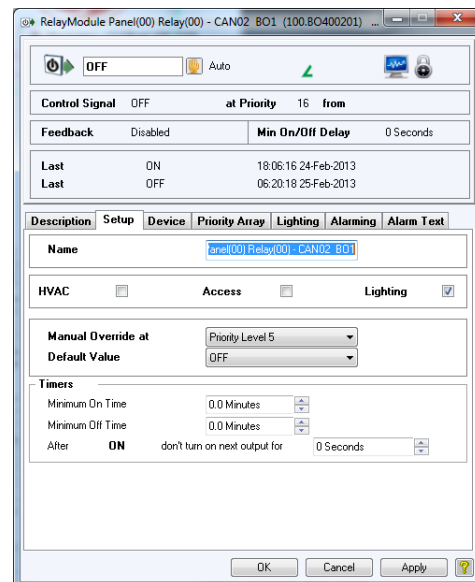 RelayModule Panel(00) Relay(00) - CAN02 BO1 (100.BO400201) ...
OFF Auto
Control Signal OFF at Priority 16 from
Feedback Disabled Min On/Off Delay 0 Seconds
Last ON 18:06:16 24-Feb-2013
Last OFF 06:20:18 25-Feb-2013
Description Setup Device Priority Array Lighting Alarming Alarm Text
Name anel(00) Relay(00) - CAN02 BO1
HVAC Access Lighting
Manual Override at Priority Level 5
Default Value OFF
Timers
Minimum On Time 0.0 Minutes
Minimum Off Time 0.0 Minutes
After ON don't turn on next output for 0 Seconds
OK Cancel Apply ?